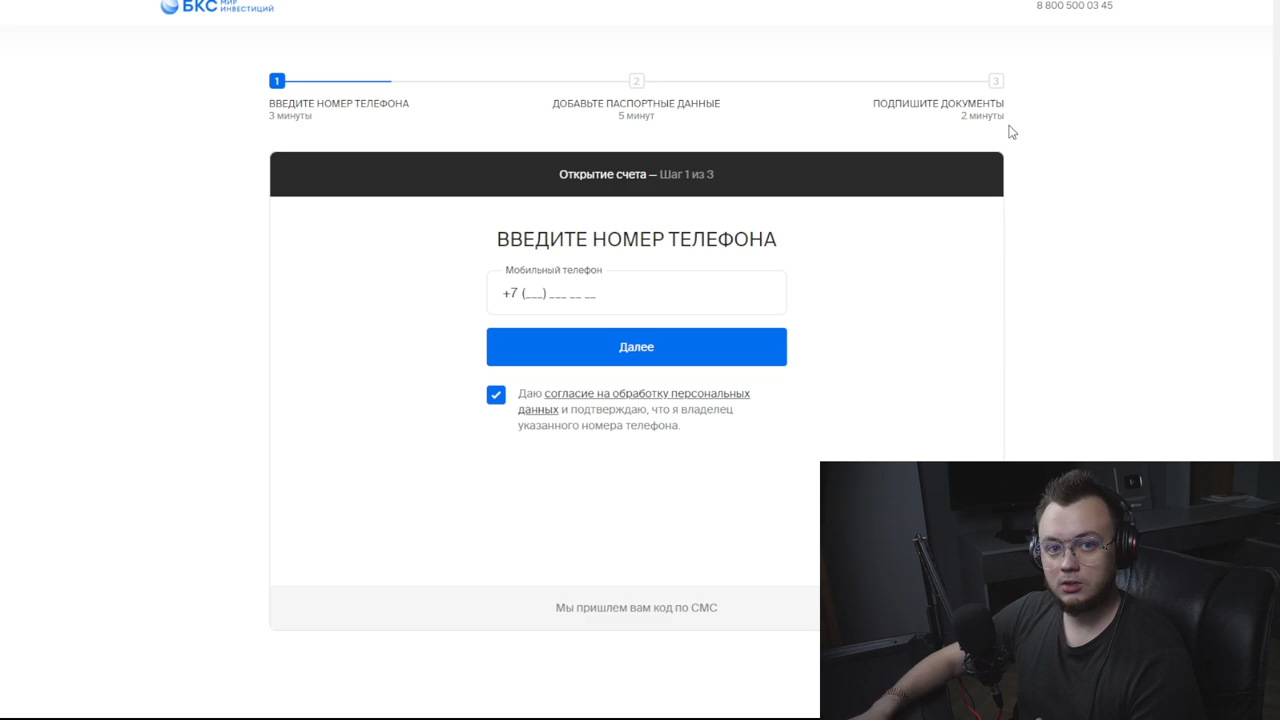 БКС МИР ИНВЕСТИЦИЙ
8 800 500 03 45
1
2
3
ВВЕДИТЕ НОМЕР ТЕЛЕФОНА
3 минуты
ДОБАВЬТЕ ПАСПОРТНЫЕ ДАННЫЕ
5 минут
ПОДПИШИТЕ ДОКУМЕНТЫ
2 минуты
Открытие счета — Шаг 1 из 3
ВВЕДИТЕ НОМЕР ТЕЛЕФОНА
Мобильный телефон
+7 (___) ___ __ __
Далее
Даю согласие на обработку персональных
данных и подтверждаю, что я владелец
указанного номера телефона.
Мы пришлем вам код по СМС